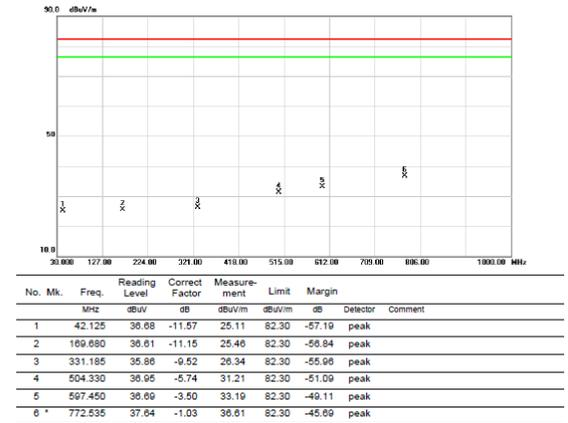 90.0 dBuV/m
50
1 2 3 4 5 6
10.0
30.000 127.00 224.00 321.00 418.00 515.00 612.00 709.00 806.00 1000.00 MHz
No. Mk. Freq. Reading Level Correct Factor Measure-ment Limit Margin
MHz dBuV dB dBuV/m dBuV/m dB Detector Comment
1 42.125 36.68 -11.57 25.11 82.30 -57.19 peak
2 169.680 36.61 -11.15 25.46 82.30 -56.84 peak
3 331.185 35.86 -9.52 26.34 82.30 -55.96 peak
4 504.330 36.95 -5.74 31.21 82.30 -51.09 peak
5 597.450 36.69 -3.50 33.19 82.30 -49.11 peak
6 * 772.535 37.64 -1.03 36.61 82.30 -45.69 peak